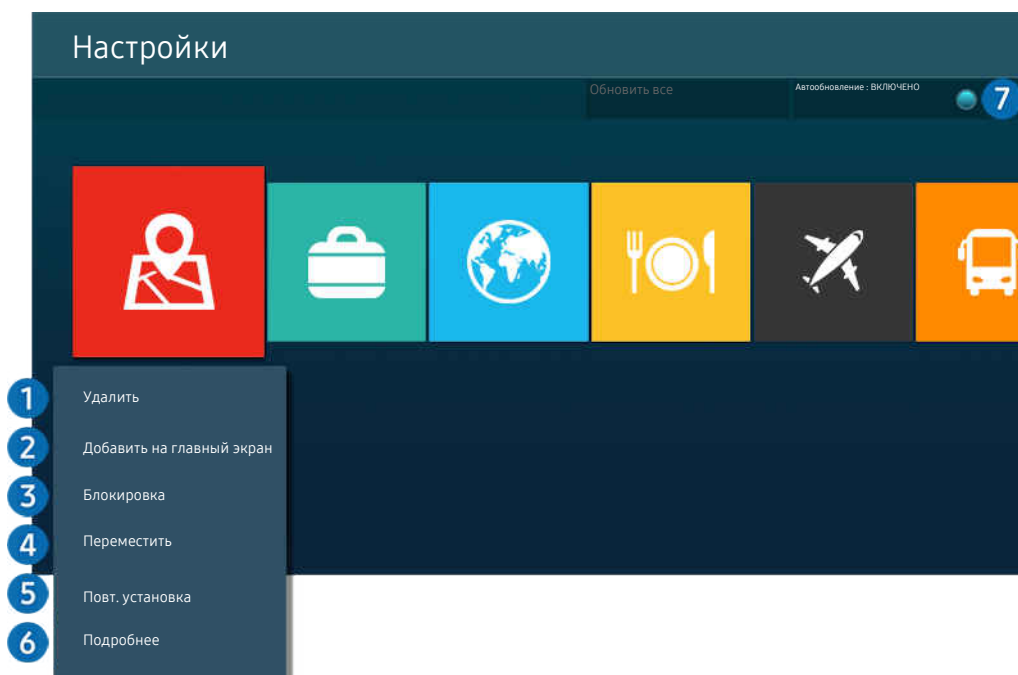 Настройки
Обновить все
Автообновление : ВКЛЮЧЕНО
7
1 Удалить
2 Добавить на главный экран
3 Блокировка
4 Переместить
5 Повт. установка
6 Подробнее